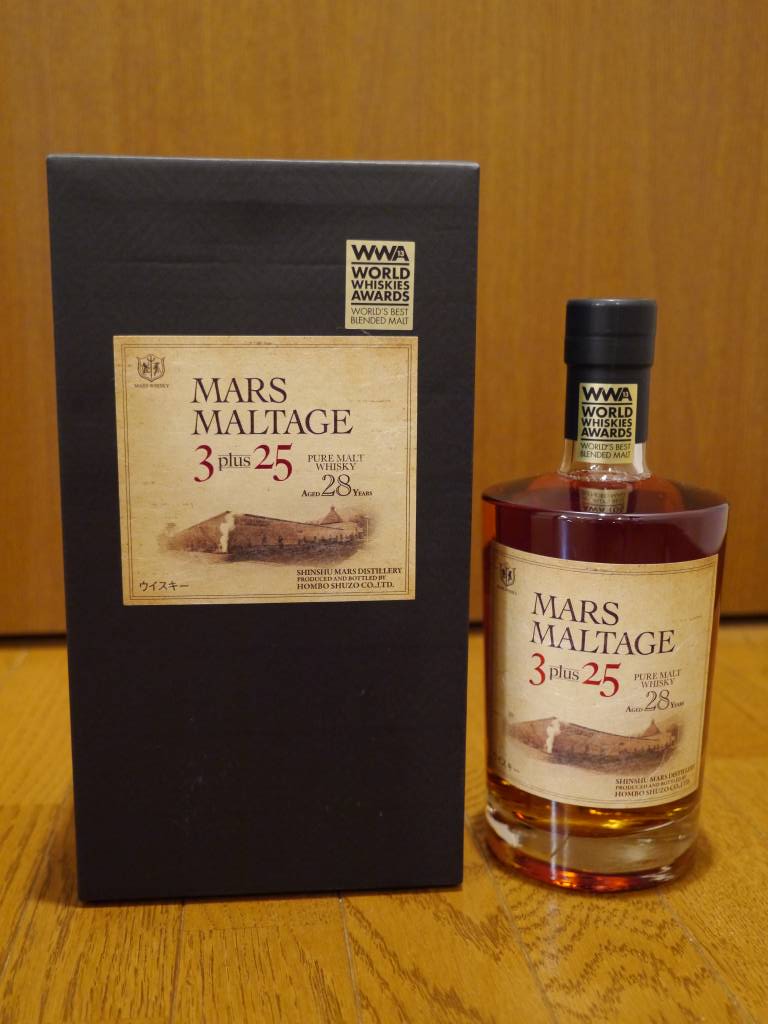 WWA 13
WORLD
WHISKIES
AWARDS
WORLD'S BEST
BLENDED MALT
MARS WHISKY
MARS
MALTAGE
3 plus 25
PURE MALT
WHISKY
AGED 28 YEARS
SHINSHU MARS DISTILLERY
PRODUCED AND BOTTLED BY
HOMBO SHUZO CO.,LTD.
ウイスキー
WWA 13
WORLD
WHISKIES
AWARDS
WORLD'S BEST
BLENDED MALT
MARS
MALTAGE
3 plus 25
PURE MALT
WHISKY
AGED 28 YEARS
SHINSHU MARS DISTILLERY
PRODUCED AND BOTTLED BY
HOMBO SHUZO CO.,LTD.